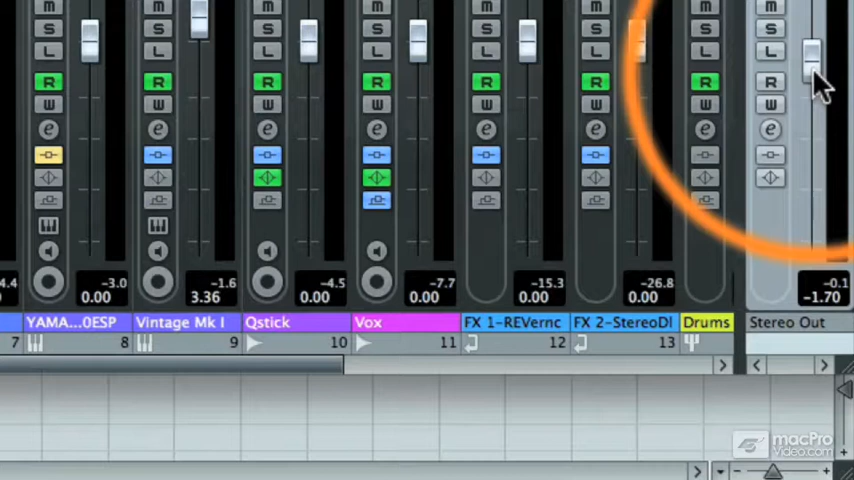 M M M M M M M M
S S S S S S S S
L L L L L L L L
R R R R R R R R
W W W W W W W W
e e e e e e e e
4.4 -3.0 -1.6 -4.5 -7.7 -15.3 -26.8 -0.1
0.00 3.36 0.00 0.00 0.00 0.00 -1.70
YAMA...0ESP Vintage Mk I Qstick Vox FX 1-REVernc FX 2-StereoDl Drums Stereo Out
7 8 9 10 11 12 13
macPro
Video.com